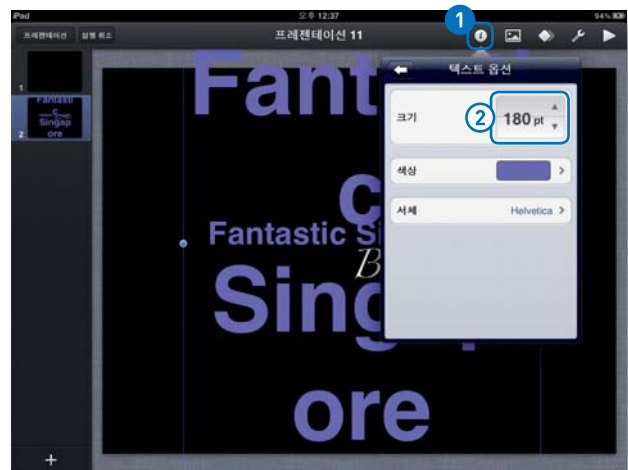 1
iPad
오후 12:37
94%
프레젠테이션
실행 취소
프레젠테이션 11
텍스트 옵션
크기
2
180 pt
색상
서체
Helvetica
1
Fantasti
c
Singap
ore
2
Fant
c
Fantastic Si
B
Singap
ore